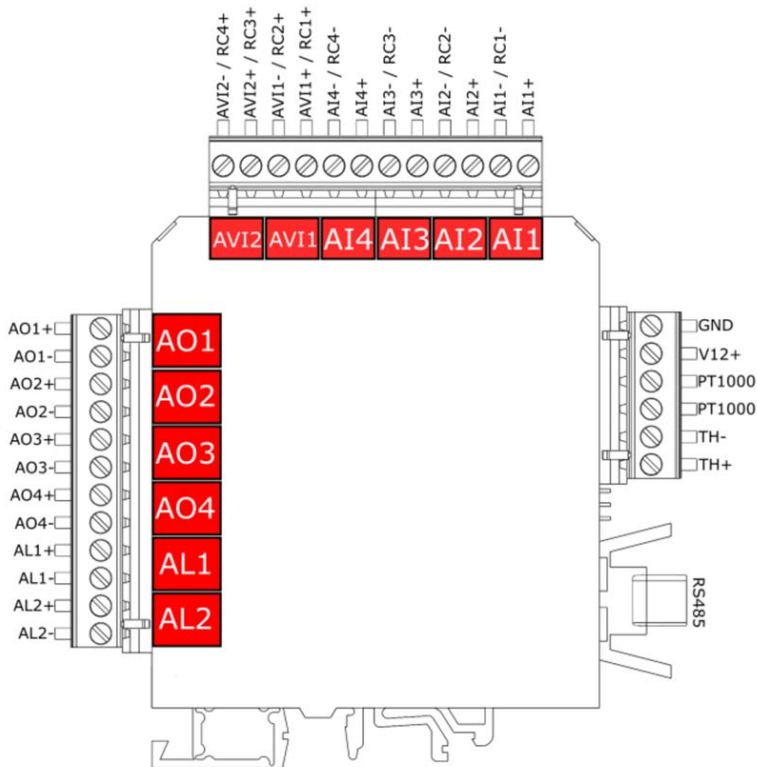 AVI2- / RC4+
AVI2+ / RC3+
AVI1- / RC2+
AVI1+ / RC1+
AI4- / RC4-
AI4+
AI3- / RC3-
AI3+
AI2- / RC2-
AI2+
AI1- / RC1-
AI1+
AVI2
AVI1
AI4
AI3
AI2
AI1
AO1+
AO1-
AO2+
AO2-
AO3+
AO3-
AO4+
AO4-
AL1+
AL1-
AL2+
AL2-
AO1
AO2
AO3
AO4
AL1
AL2
GND
V12+
PT1000
PT1000
TH-
TH+
RS485